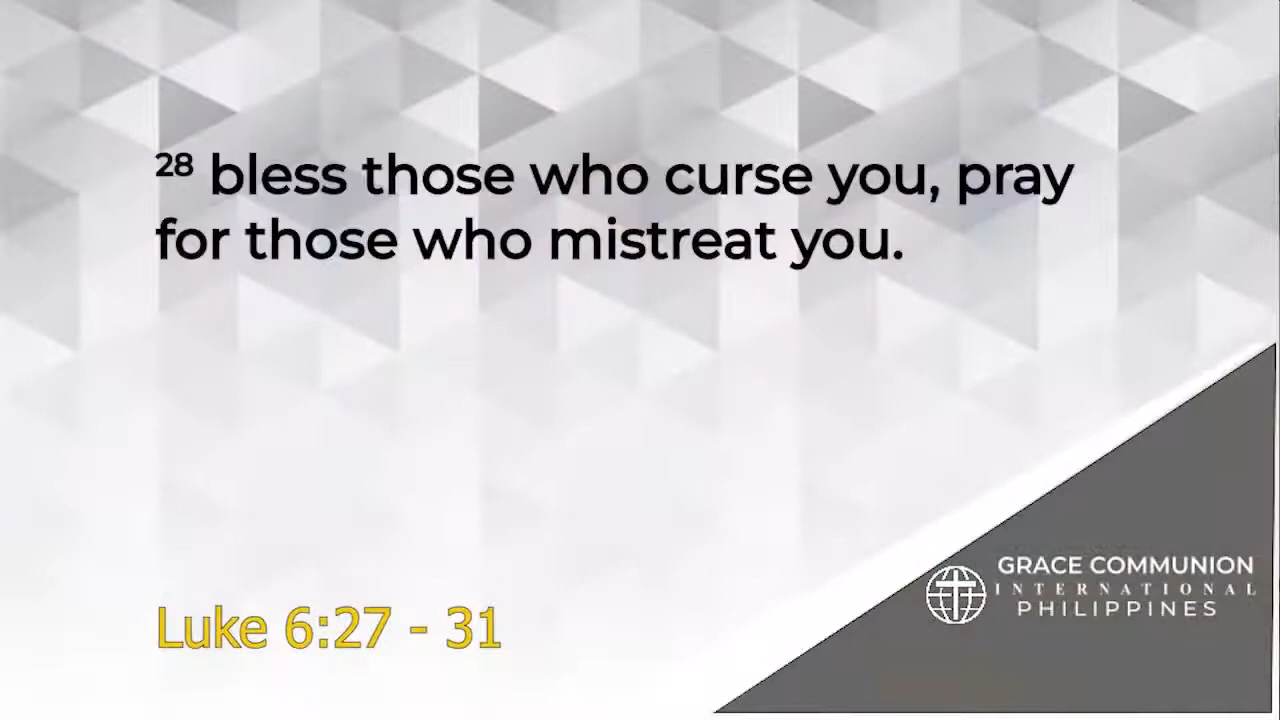 28 bless those who curse you, pray
for those who mistreat you.
Luke 6:27 - 31
GRACE COMMUNION
INTERNATIONAL
PHILIPPINES